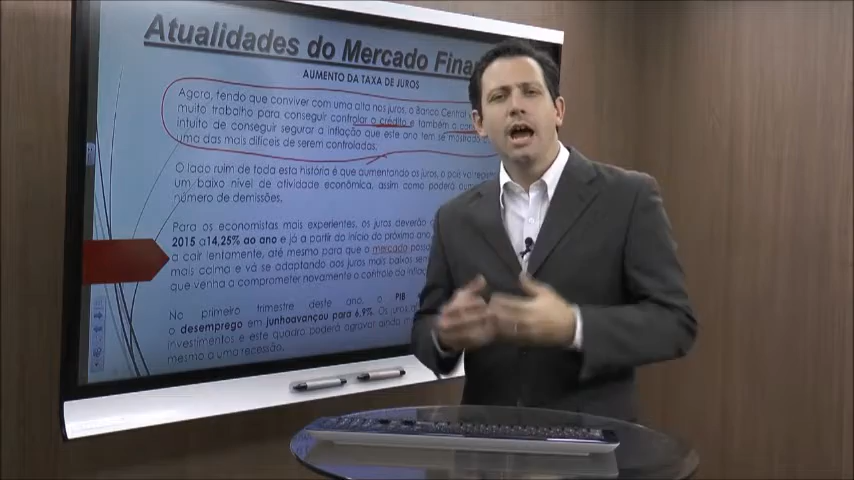 Atualidades do Mercado Finan
AUMENTO DA TAXA DE JUROS
Agora, tendo que conviver com uma alta nos juros, o Banco Central
muito trabalho para conseguir controlar o crédito e também o
intuito de conseguir segurar a inflação que este ano tem se mostrado
uma das mais difíceis de serem controladas.
O lado ruim de toda esta história é que aumentando os juros, o país vai
um baixo nível de atividade econômica, assim como poderá
número de demissões.
Para os economistas mais experientes, os juros deverão
2015 a 14,25% ao ano e já a partir do início do próximo ano,
a cair lentamente, até mesmo para que o mercado
mais calmo e vá se adaptando aos juros mais baixos
que venha a comprometer novamente o controle da
No primeiro trimestre deste ano, o PIB
o desemprego em junho avançou para 6,9%. Os juros
investimentos e este quadro poderá agravar ainda
mesmo a recessão.